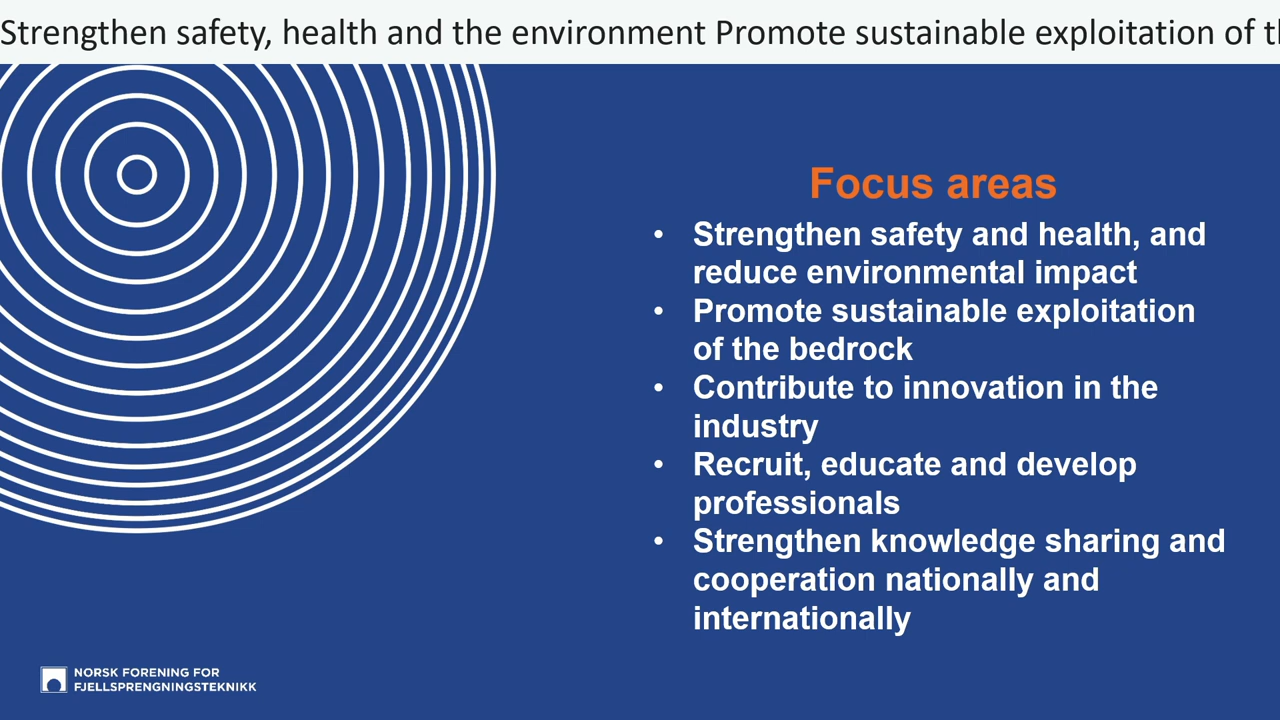 Strengthen safety, health and the environment Promote sustainable exploitation of
Focus areas
• Strengthen safety and health, and
reduce environmental impact
• Promote sustainable exploitation
of the bedrock
• Contribute to innovation in the
industry
• Recruit, educate and develop
professionals
• Strengthen knowledge sharing and
cooperation nationally and
internationally
NORSK FORENING FOR
FJELLSPRENGNINGSTEKNIKK